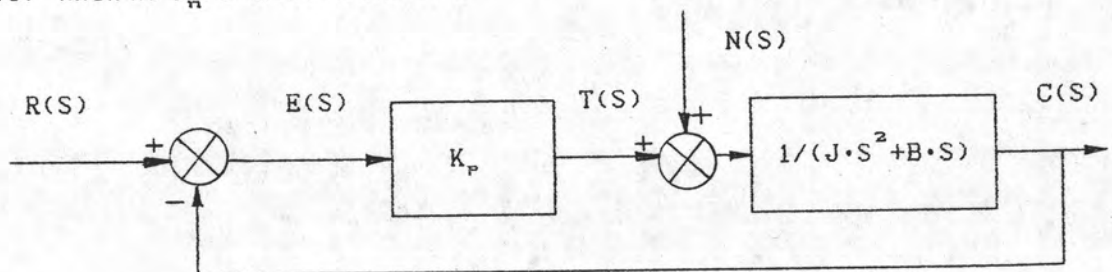 N(S)
R(S)
E(S)
T(S)
C(S)
+
+
+
K_P
1/(J·S²+B·S)
−